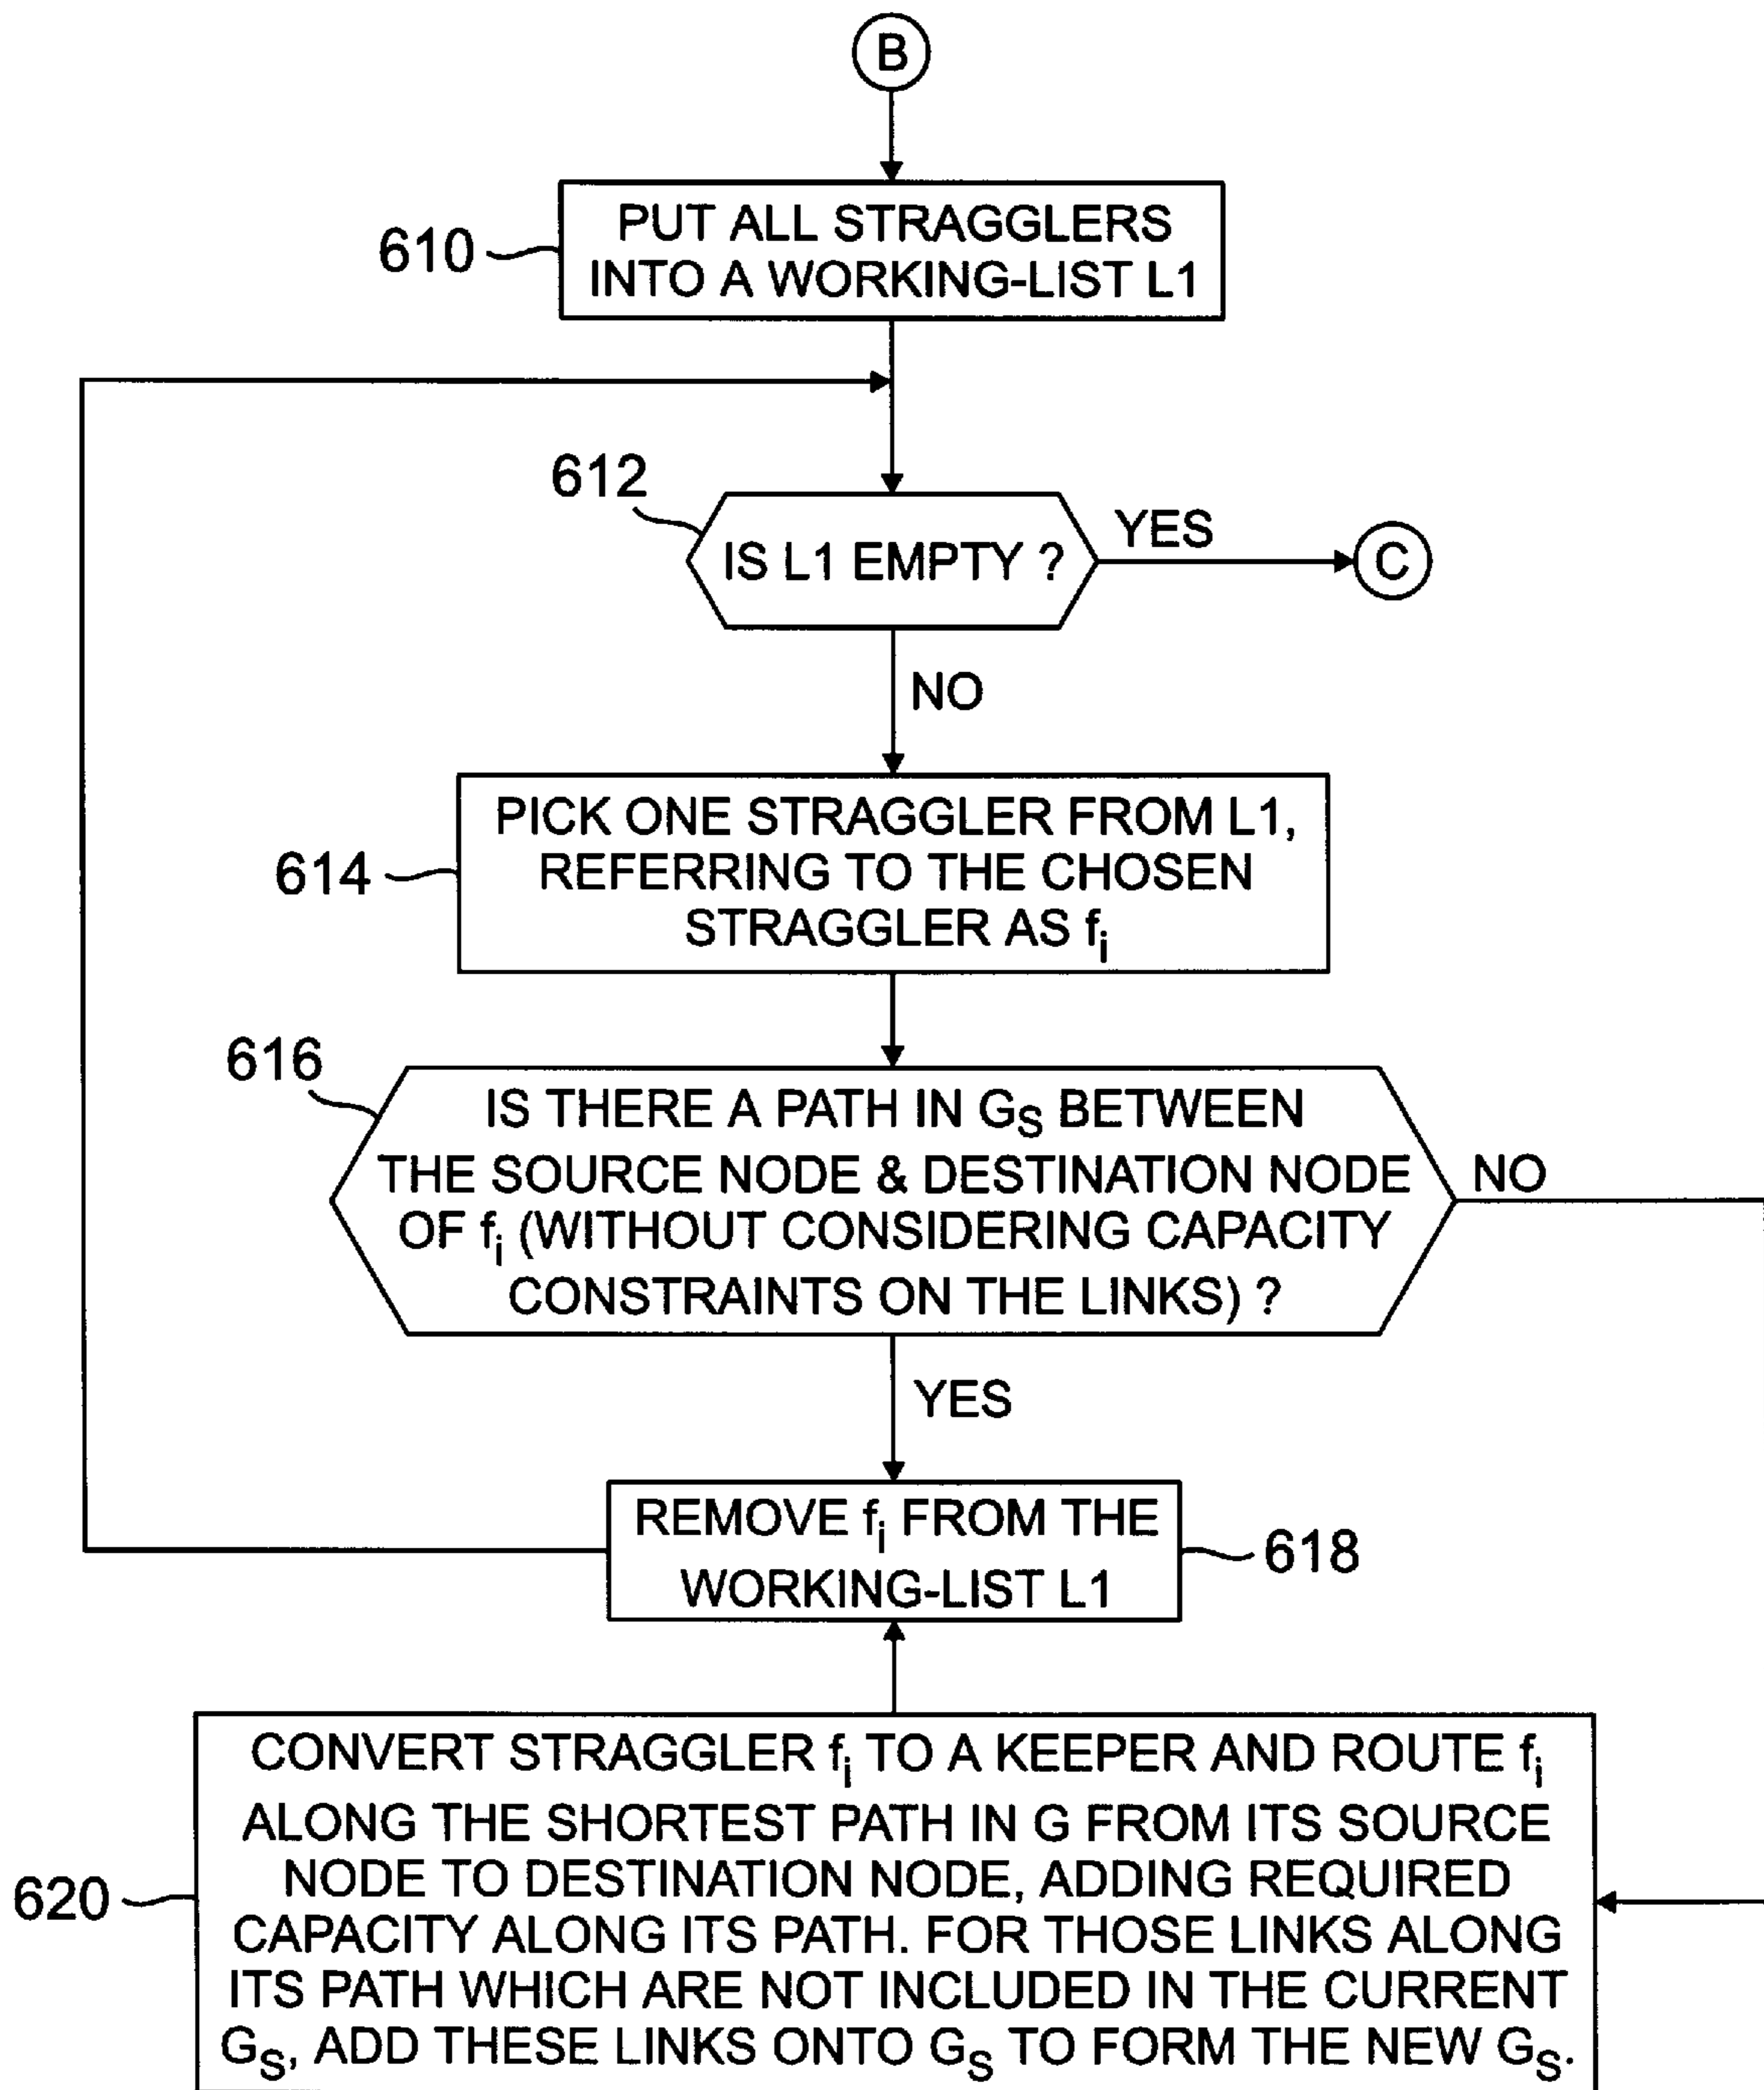 B
610
PUT ALL STRAGGLERS
INTO A WORKING-LIST L1
612
IS L1 EMPTY ?
YES
C
NO
614
PICK ONE STRAGGLER FROM L1,
REFERRING TO THE CHOSEN
STRAGGLER AS fi
616
IS THERE A PATH IN GS BETWEEN
THE SOURCE NODE & DESTINATION NODE
OF fi (WITHOUT CONSIDERING CAPACITY
CONSTRAINTS ON THE LINKS) ?
NO
YES
REMOVE fi FROM THE
WORKING-LIST L1
618
620
CONVERT STRAGGLER fi TO A KEEPER AND ROUTE fi
ALONG THE SHORTEST PATH IN G FROM ITS SOURCE
NODE TO DESTINATION NODE, ADDING REQUIRED
CAPACITY ALONG ITS PATH. FOR THOSE LINKS ALONG
ITS PATH WHICH ARE NOT INCLUDED IN THE CURRENT
GS, ADD THESE LINKS ONTO GS TO FORM THE NEW GS.